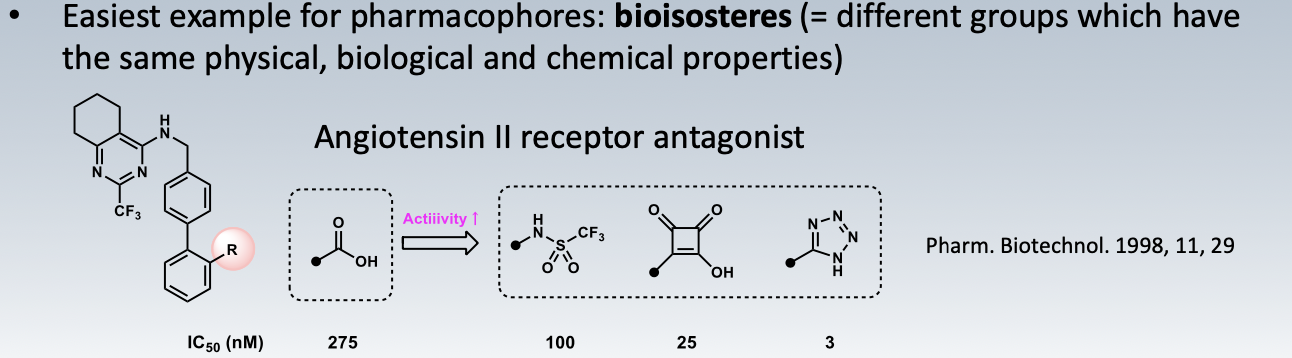 • Easiest example for pharmacophores: bioisosteres (= different groups which have
the same physical, biological and chemical properties)
Angiotensin II receptor antagonist
H
N
N
N
CF3
R
O
OH
Actiiivity ↑
H
N
S
CF3
O O
O
O
OH
N
N
N
N
H
Pharm. Biotechnol. 1998, 11, 29
IC50 (nM) 275 100 25 3